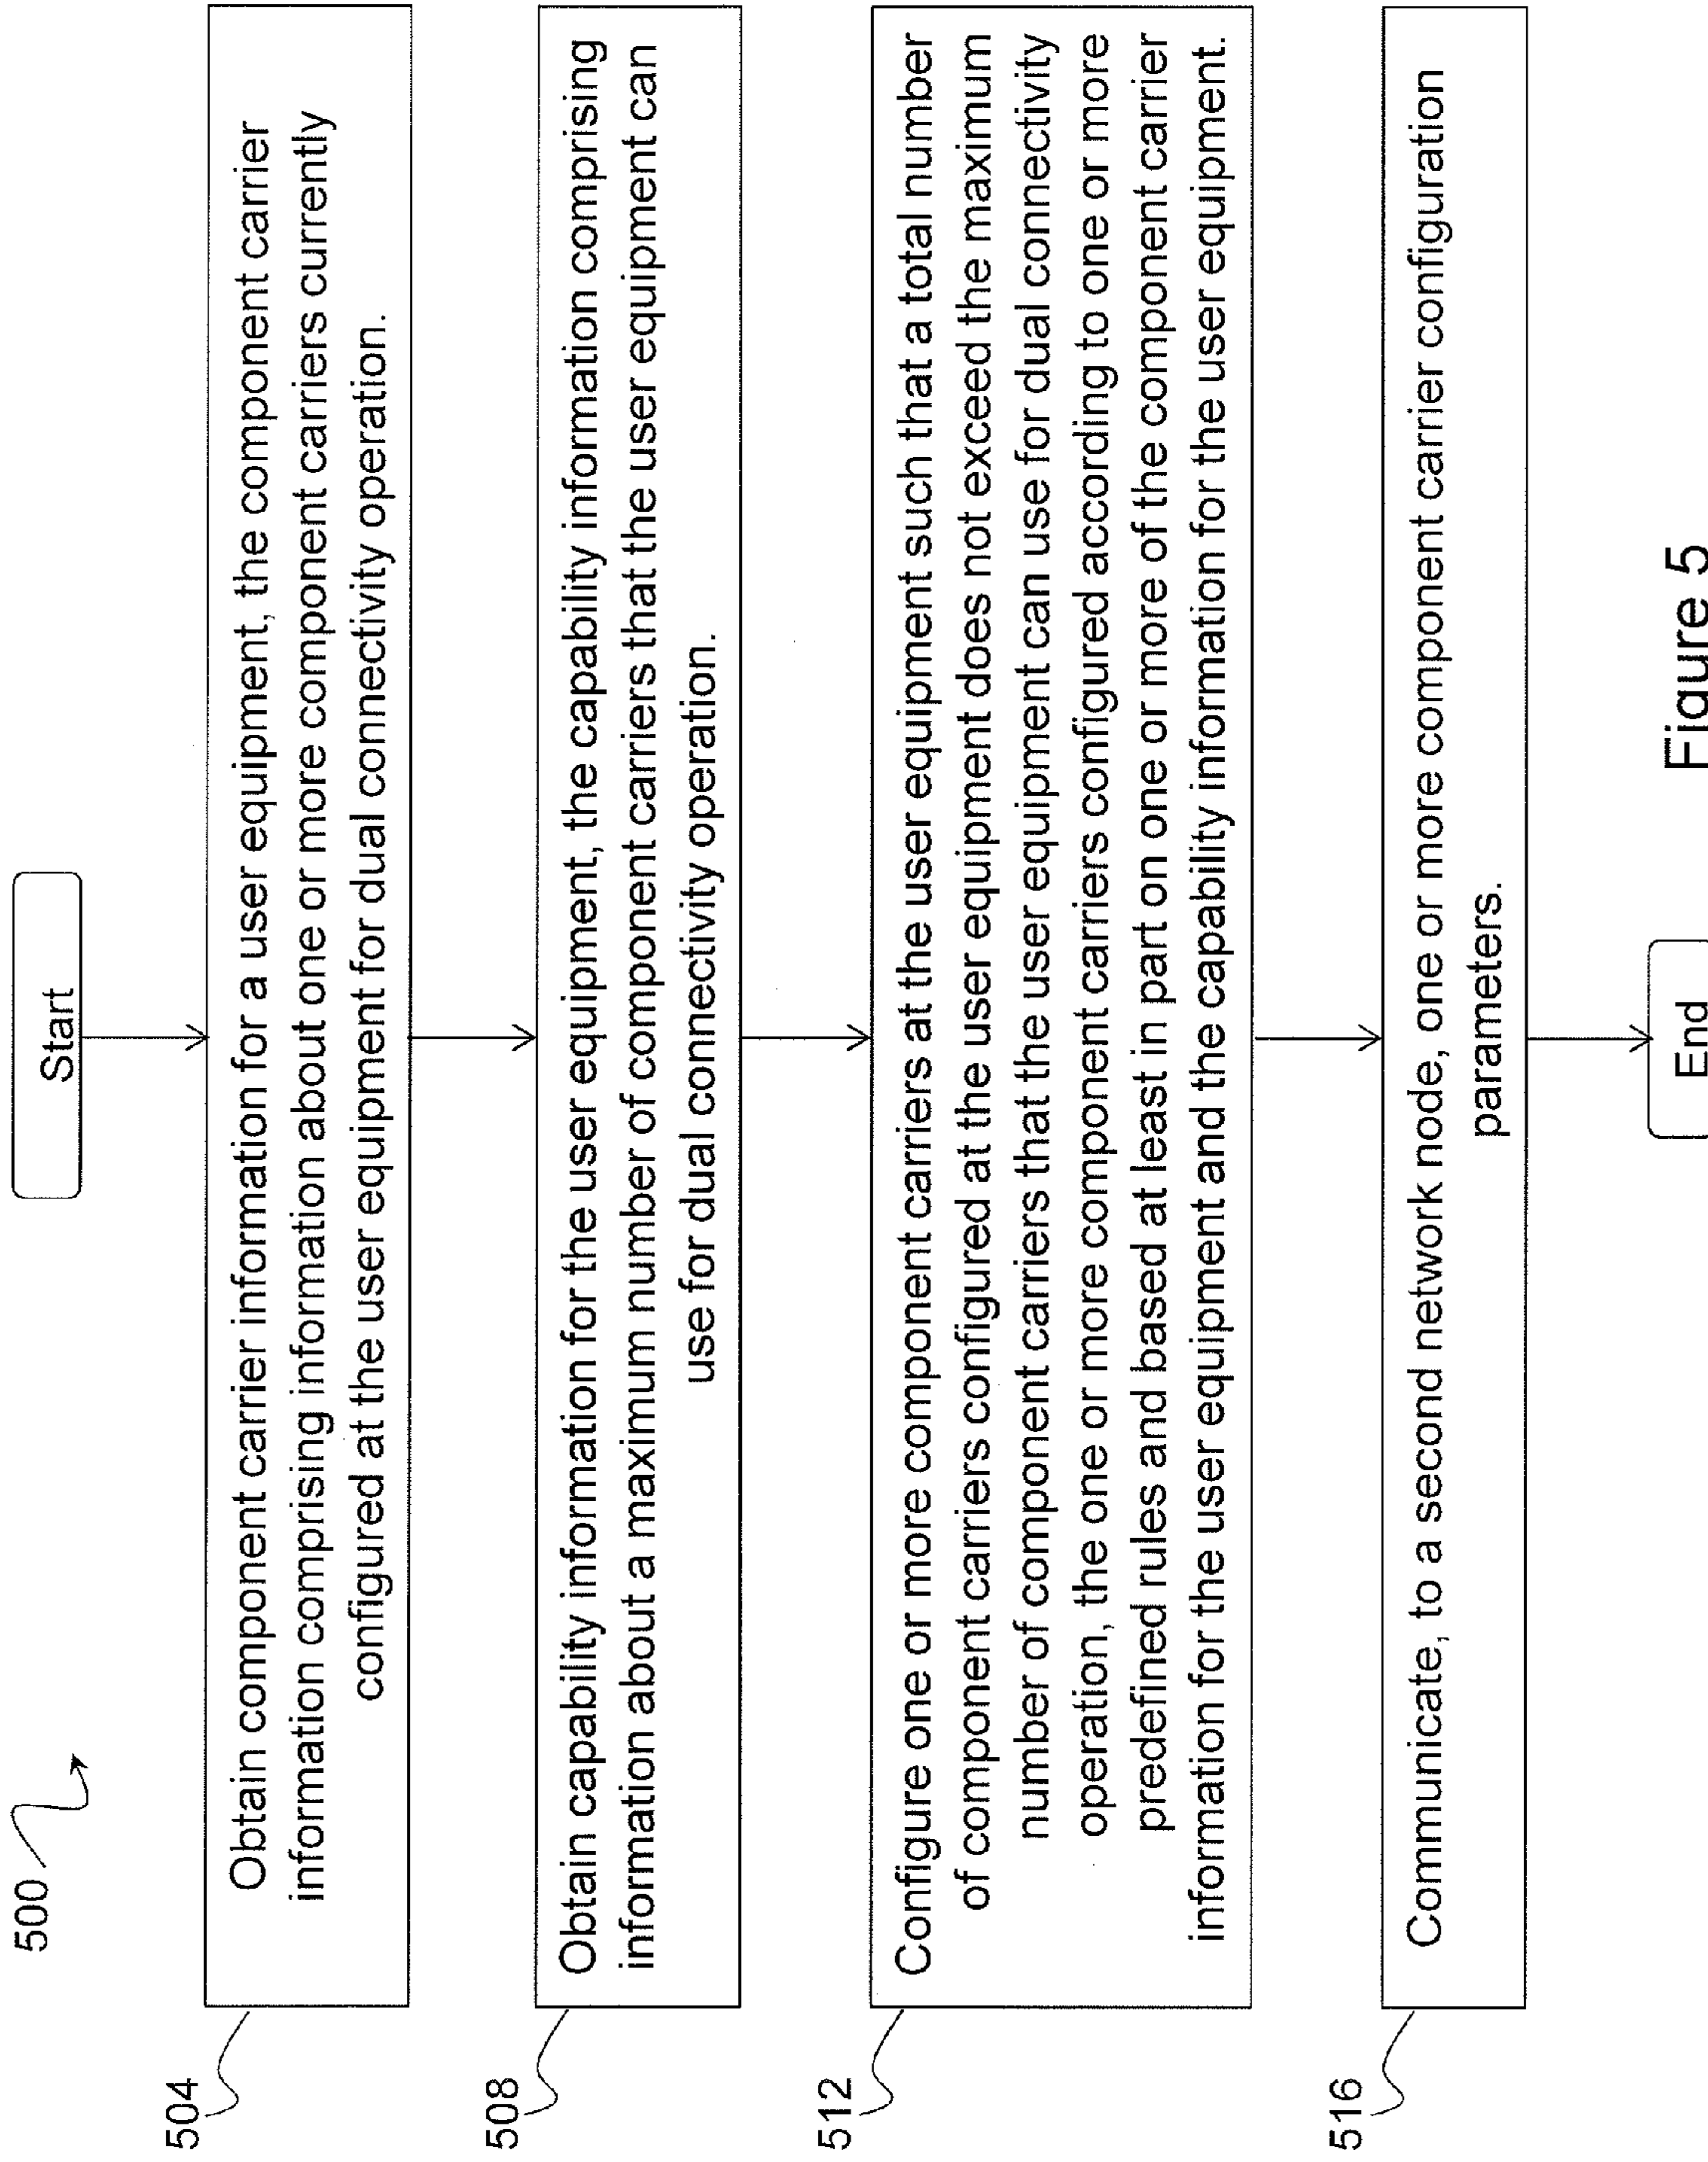 500
Start
504
Obtain component carrier information for a user equipment, the component carrier
information comprising information about one or more component carriers currently
configured at the user equipment for dual connectivity operation.
508
Obtain capability information for the user equipment, the capability information comprising
information about a maximum number of component carriers that the user equipment can
use for dual connectivity operation.
512
Configure one or more component carriers at the user equipment such that a total number
of component carriers configured at the user equipment does not exceed the maximum
number of component carriers that the user equipment can use for dual connectivity
operation, the one or more component carriers configured according to one or more
predefined rules and based at least in part on one or more of the component carrier
information for the user equipment and the capability information for the user equipment.
516
Communicate, to a second network node, one or more component carrier configuration
parameters.
End
Figure 5